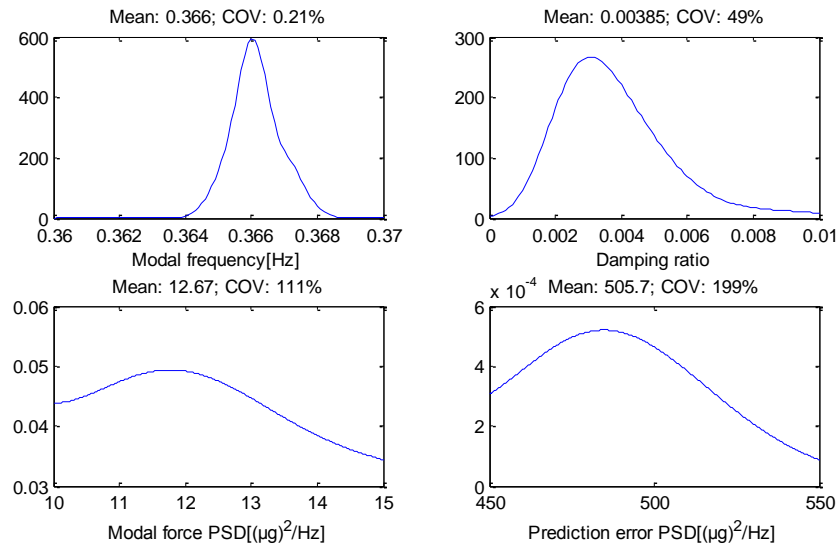 Mean: 0.366; COV: 0.21%
600
400
200
0
0.36 0.362 0.364 0.366 0.368 0.37
Modal frequency[Hz]
Mean: 0.00385; COV: 49%
300
200
100
0
0 0.002 0.004 0.006 0.008 0.01
Damping ratio
Mean: 12.67; COV: 111%
0.06
0.05
0.04
0.03
10 11 12 13 14 15
Modal force PSD[(μg)²/Hz]
x 10⁻⁴ Mean: 505.7; COV: 199%
6
4
2
0
450 500 550
Prediction error PSD[(μg)²/Hz]